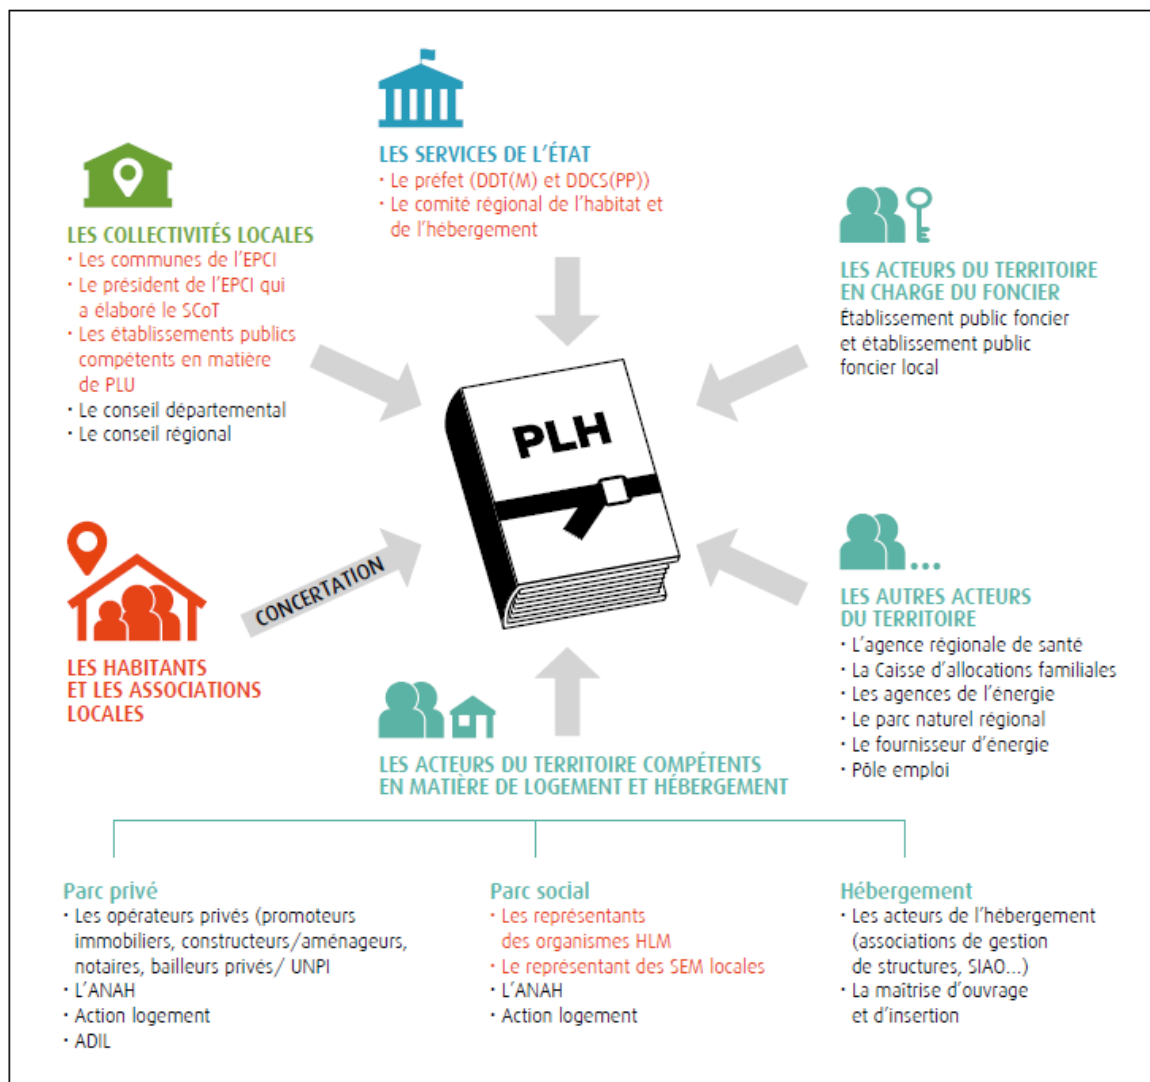 LES SERVICES DE L’ÉTAT
· Le préfet (DDT(M) et DDCS(PP))
· Le comité régional de l’habitat et
de l’hébergement
LES COLLECTIVITÉS LOCALES
· Les communes de l’EPCI
· Le président de l’EPCI qui
a élaboré le SCoT
· Les établissements publics
compétents en matière
de PLU
· Le conseil départemental
· Le conseil régional
LES ACTEURS DU TERRITOIRE
EN CHARGE DU FONCIER
Établissement public foncier
et établissement public
foncier local
PLH
CONCERTATION
LES HABITANTS
ET LES ASSOCIATIONS
LOCALES
LES AUTRES ACTEURS
DU TERRITOIRE
· L’agence régionale de santé
· La Caisse d’allocations familiales
· Les agences de l’énergie
· Le parc naturel régional
· Le fournisseur d’énergie
· Pôle emploi
LES ACTEURS DU TERRITOIRE COMPÉTENTS
EN MATIÈRE DE LOGEMENT ET HÉBERGEMENT
Parc privé
· Les opérateurs privés (promoteurs
immobiliers, constructeurs/aménageurs,
notaires, bailleurs privés/ UNPI
· L’ANAH
· Action logement
· ADIL
Parc social
· Les représentants
des organismes HLM
· Le représentant des SEM locales
· L’ANAH
· Action logement
Hébergement
· Les acteurs de l’hébergement
(associations de gestion
de structures, SIAO...)
· La maîtrise d’ouvrage
et d’insertion